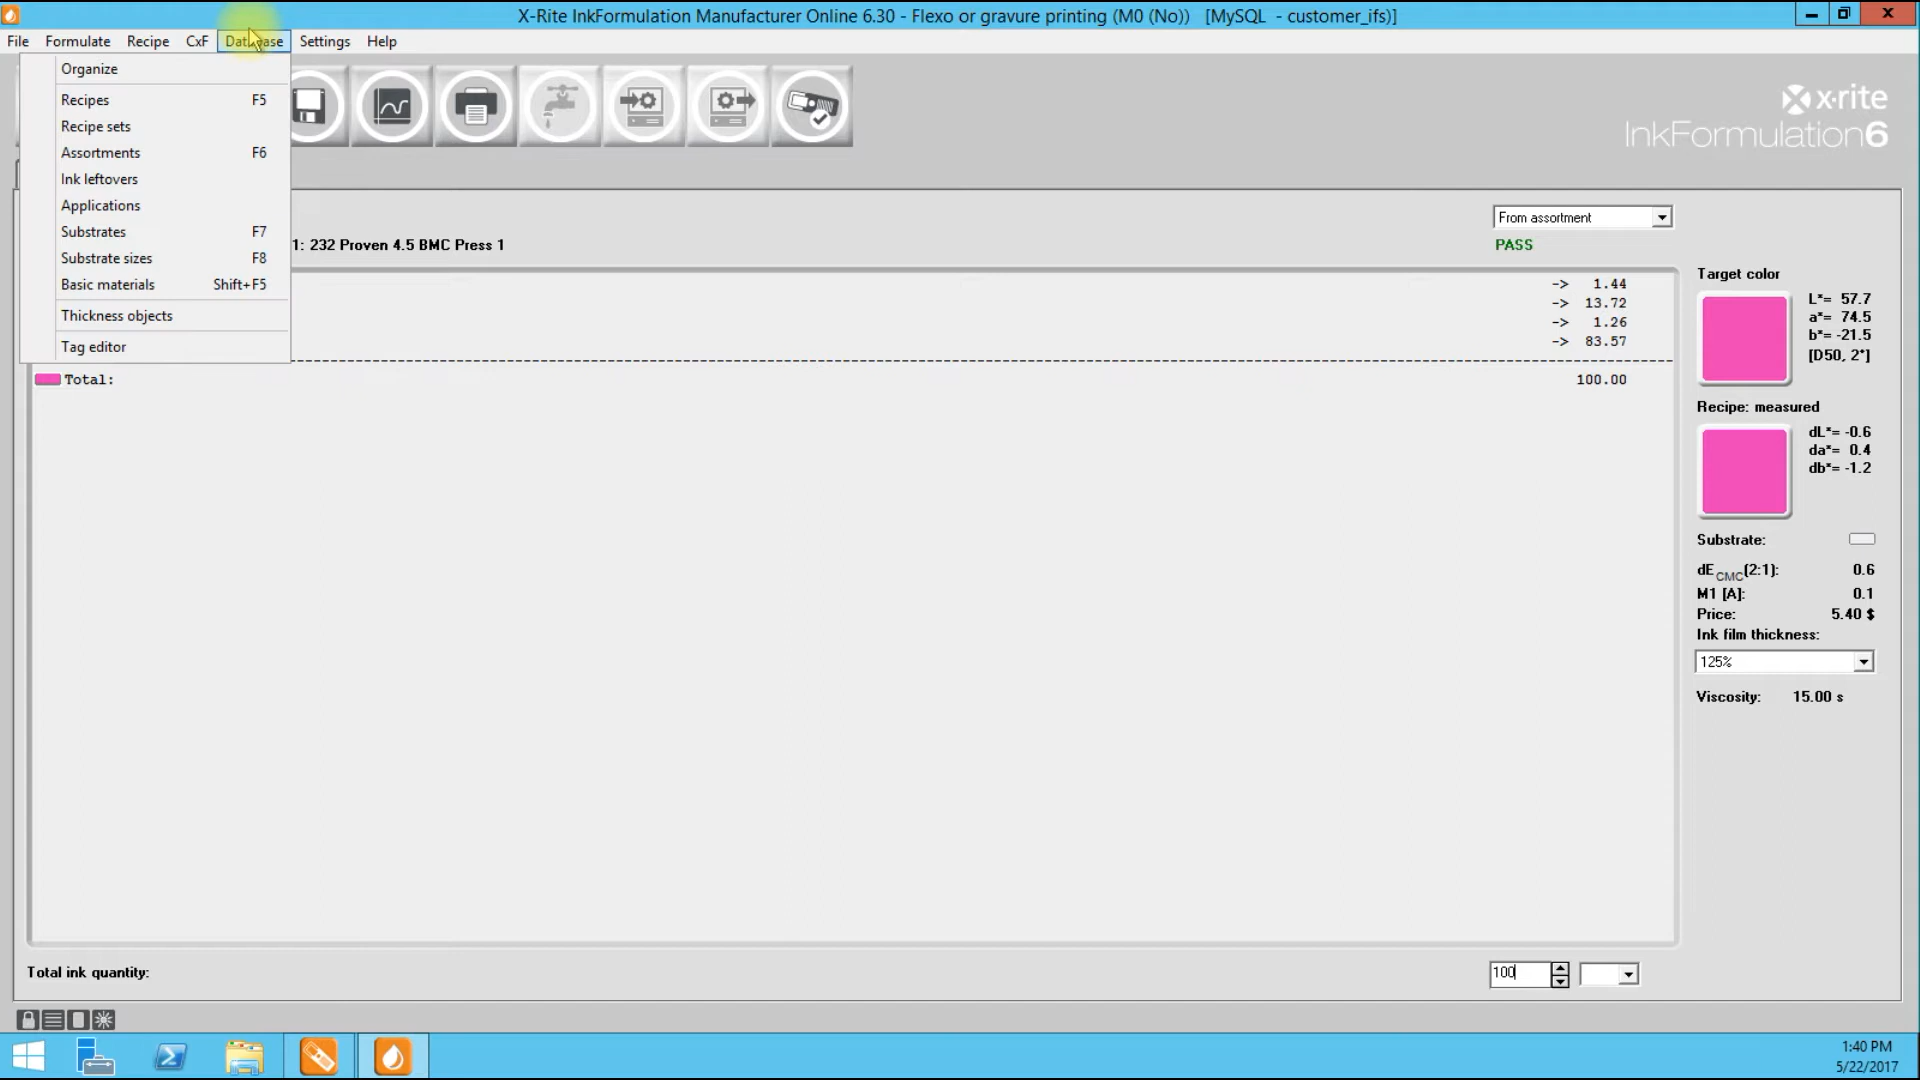 X-Rite InkFormulation Manufacturer Online 6.30 - Flexo or gravure printing (M0 (No)) [MySQL - customer_ifs)]
File Formulate Recipe CxF Database Settings Help
Organize
Recipes F5
Recipe sets
Assortments F6
Ink leftovers
Applications
Substrates F7
Substrate sizes F8
Basic materials Shift+F5
Thickness objects
Tag editor
x·rite
InkFormulation6
From assortment
1: 232 Proven 4.5 BMC Press 1
PASS
-> 1.44
-> 13.72
-> 1.26
-> 83.57
Total: 100.00
Target color
L*= 57.7
a*= 74.5
b*= -21.5
[D50, 2°]
Recipe: measured
dL*= -0.6
da*= 0.4
db*= -1.2
Substrate:
dE CMC(2:1): 0.6
M1 [A]: 0.1
Price: 5.40 $
Ink film thickness:
125%
Viscosity: 15.00 s
Total ink quantity: 100
1:40 PM
5/22/2017